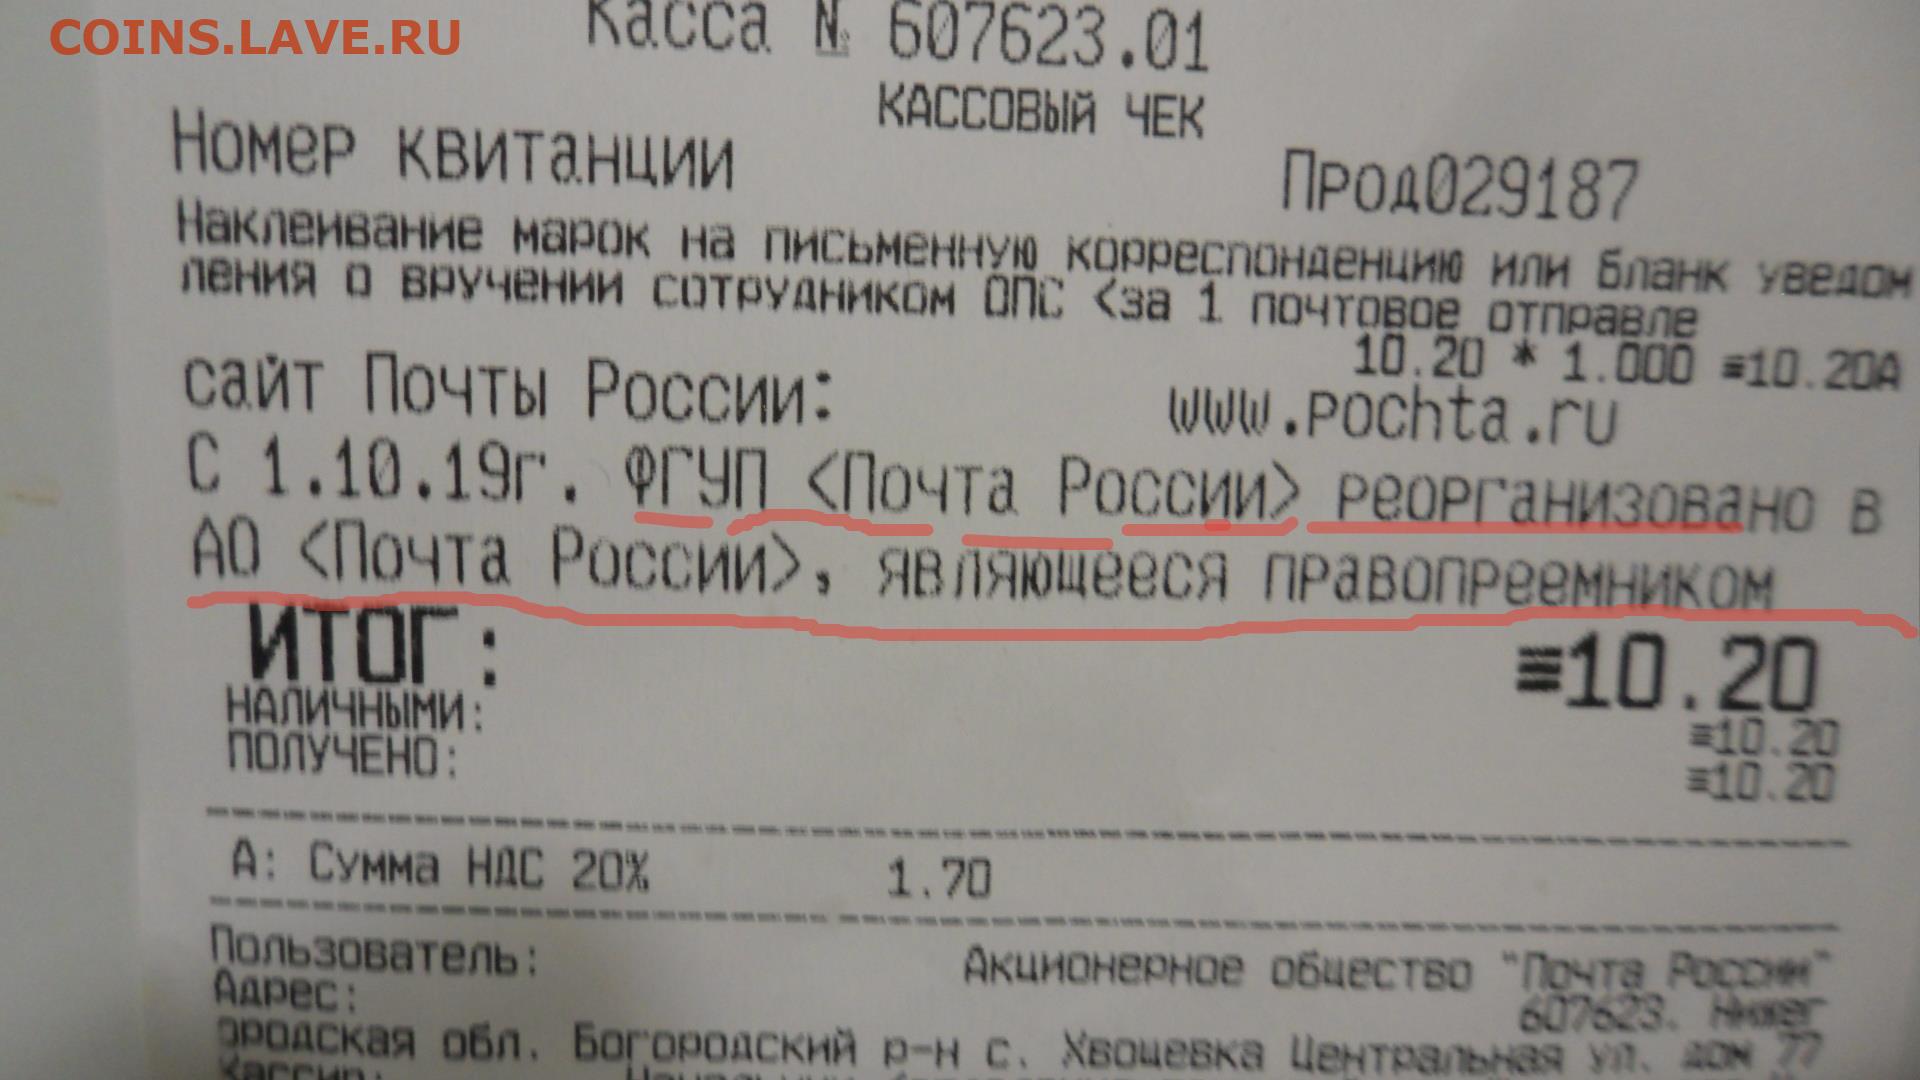 COINS.LAVE.RU
Касса № 607623.01
КАССОВЫЙ ЧЕК
Номер квитанции Прод029187
Наклеивание марок на письменную корреспонденцию или бланк уведом
ления о вручении сотрудником ОПС <за 1 почтовое отправле
10.20 * 1.000 ≡10.20А
сайт Почты России: www.pochta.ru
С 1.10.19г. ФГУП <Почта России> реорганизовано в
АО <Почта России>, являющееся правопреемником
ИТОГ: ≡10.20
НАЛИЧНЫМИ: ≡10.20
ПОЛУЧЕНО: ≡10.20
А: Сумма НДС 20% 1.70
Пользователь: Акционерное общество "Почта России"
Адрес: 607623. Нижег
ородская обл. Богородский р-н с. Хвощевка Центральная ул. дом 77
Кассир: